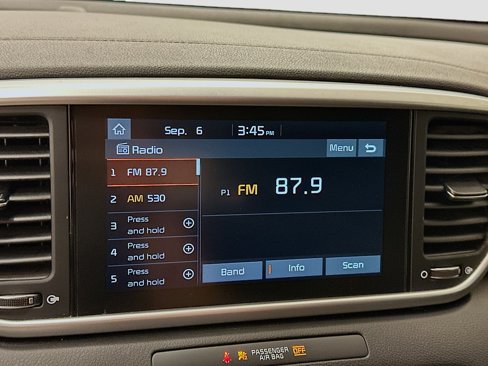 Sep. 6 3:45 PM
Radio Menu
1 FM 87.9
2 AM 530
3 Press and hold
4 Press and hold
5 Press and hold
P1 FM 87.9
Band Info Scan
PASSENGER
AIR BAG OFF